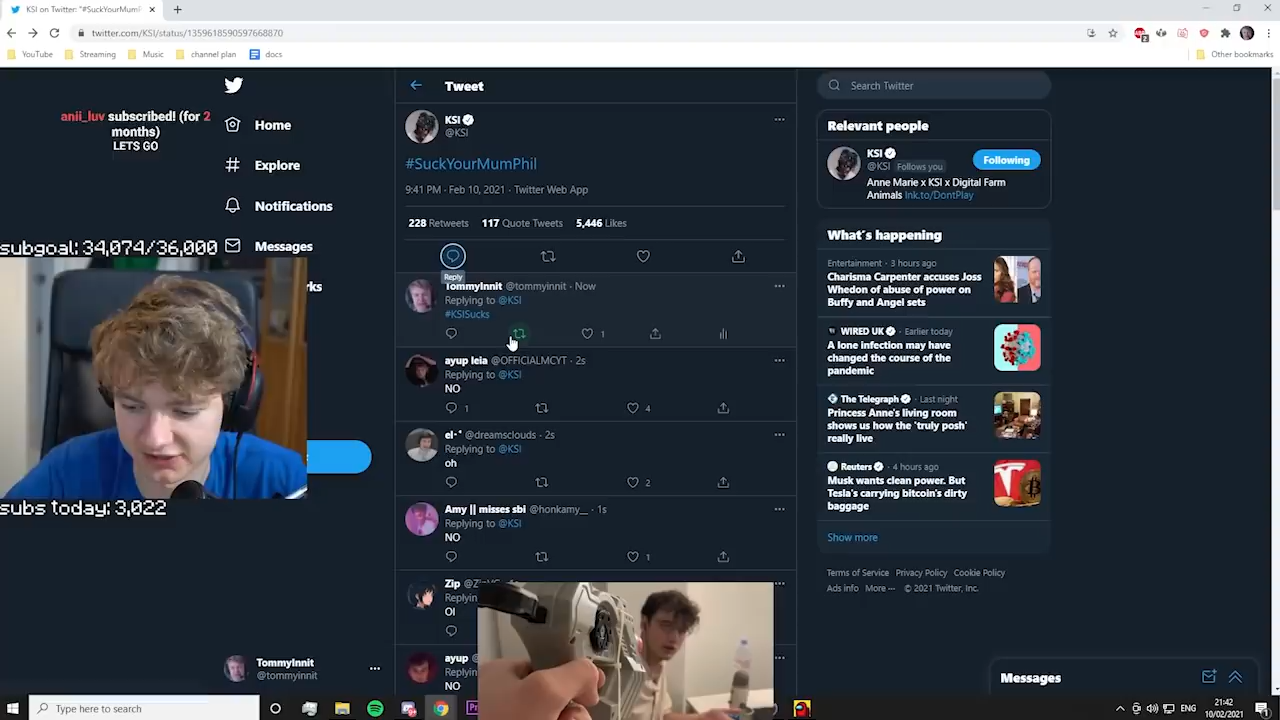 KSI on Twitter: "#SuckYourMumP
twitter.com/KSI/status/1359618590597668870
YouTube
Streaming
Music
channel plan
docs
Other bookmarks
anii_luv subscribed! (for 2
months)
LETS GO
Home
Explore
Notifications
Messages
subgoal: 34,074/36,000
subs today: 3,022
TommyInnit
@tommyinnit
Tweet
KSI
@KSI
#SuckYourMumPhil
9:41 PM · Feb 10, 2021 · Twitter Web App
228 Retweets 117 Quote Tweets 5,446 Likes
Reply
TommyInnit @tommyinnit · Now
Replying to @KSI
#KSISucks
1
ayup leia @OFFICIALMCYT · 2s
Replying to @KSI
NO
1 4
@dreamsclouds · 2s
Replying to @KSI
oh
2
Amy || misses sbi @honkamy__ · 1s
Replying to @KSI
NO
1
Zip
OI
ayup
NO
Search Twitter
Relevant people
KSI
@KSI Follows you
Following
Anne Marie x KSI x Digital Farm
Animals lnk.to/DontPlay
What's happening
Entertainment · 3 hours ago
Charisma Carpenter accuses Joss
Whedon of abuse of power on
Buffy and Angel sets
WIRED UK · Earlier today
A lone infection may have
changed the course of the
pandemic
The Telegraph · Last night
Princess Anne's living room
shows us how the 'truly posh'
really live
Reuters · 4 hours ago
Musk wants clean power. But
Tesla's carrying bitcoin's dirty
baggage
Show more
Terms of Service Privacy Policy Cookie Policy
Ads info More ··· © 2021 Twitter, Inc.
Messages
Type here to search
21:42
10/02/2021